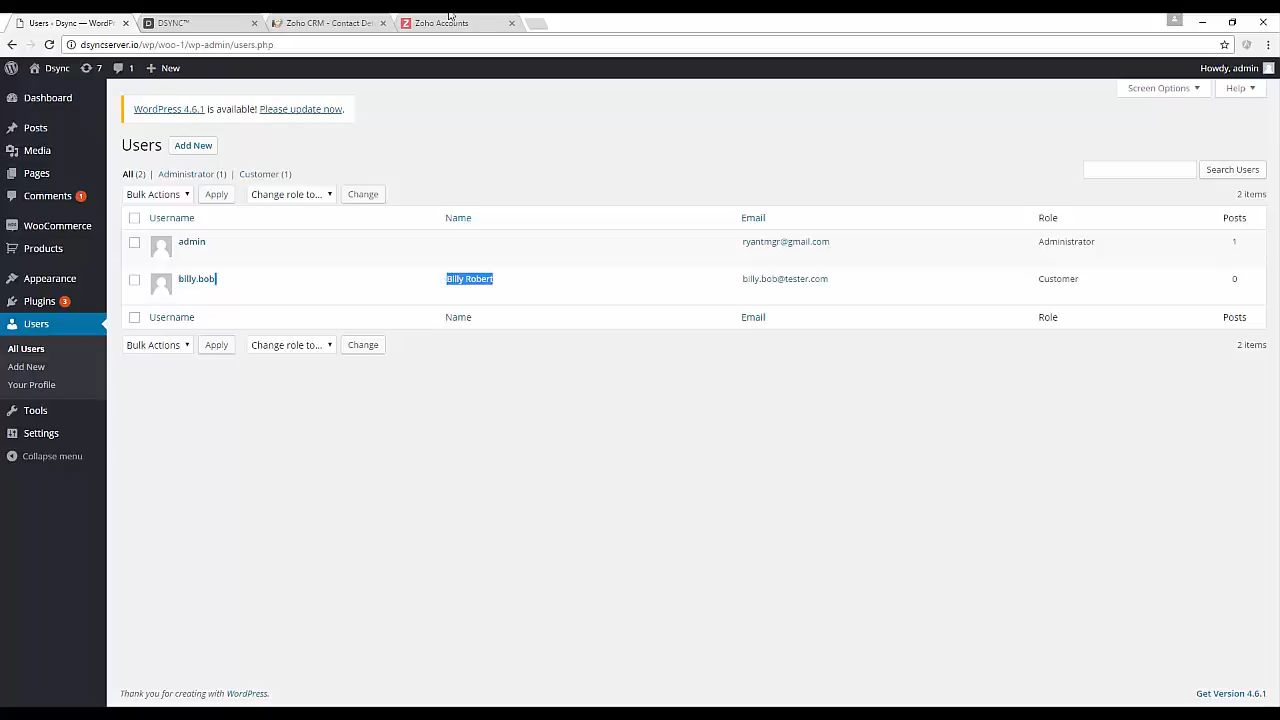 Users ‹ Dsync — WordPr
DSYNC™
Zoho CRM - Contact Det
Zoho Accounts
dsyncserver.io/wp/woo-1/wp-admin/users.php
Dsync 7 1 New
Howdy, admin
Screen Options Help
WordPress 4.6.1 is available! Please update now.
Users Add New
All (2) | Administrator (1) | Customer (1)
Search Users
Bulk Actions Apply Change role to... Change
2 items
Username Name Email Role Posts
admin ryantmgr@gmail.com Administrator 1
billy.bob Billy Robert billy.bob@tester.com Customer 0
Username Name Email Role Posts
Bulk Actions Apply Change role to... Change
2 items
Dashboard
Posts
Media
Pages
Comments 1
WooCommerce
Products
Appearance
Plugins 3
Users
All Users
Add New
Your Profile
Tools
Settings
Collapse menu
Thank you for creating with WordPress.
Get Version 4.6.1